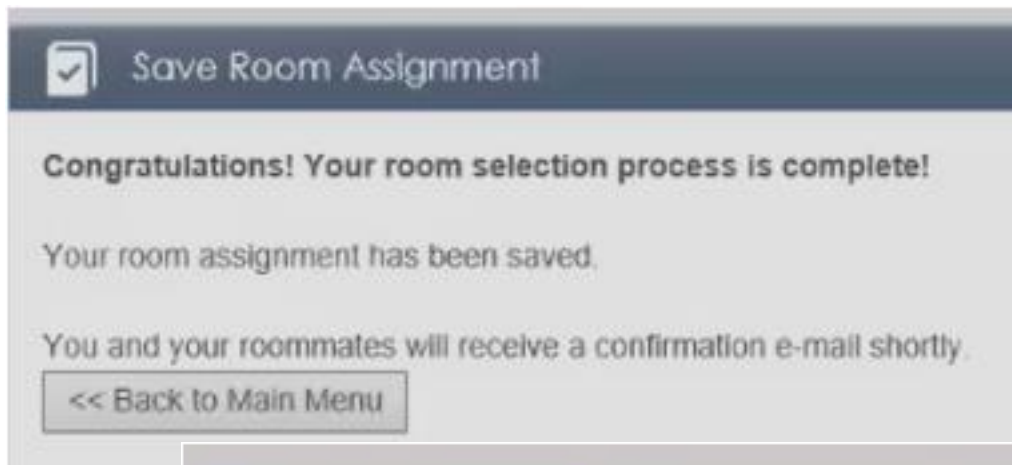 Save Room Assignment
Congratulations! Your room selection process is complete!
Your room assignment has been saved.
You and your roommates will receive a confirmation e-mail shortly.
<< Back to Main Menu